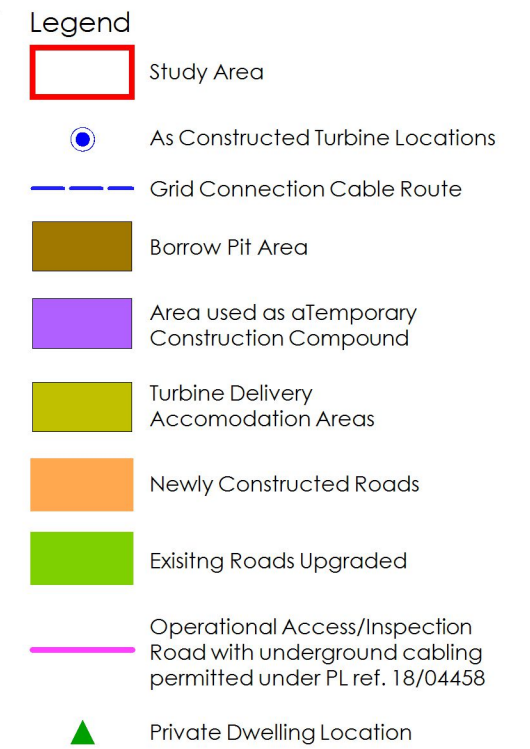 Legend
Study Area
As Constructed Turbine Locations
Grid Connection Cable Route
Borrow Pit Area
Area used as aTemporary
Construction Compound
Turbine Delivery
Accomodation Areas
Newly Constructed Roads
Exisitng Roads Upgraded
Operational Access/Inspection
Road with underground cabling
permitted under PL ref. 18/04458
Private Dwelling Location